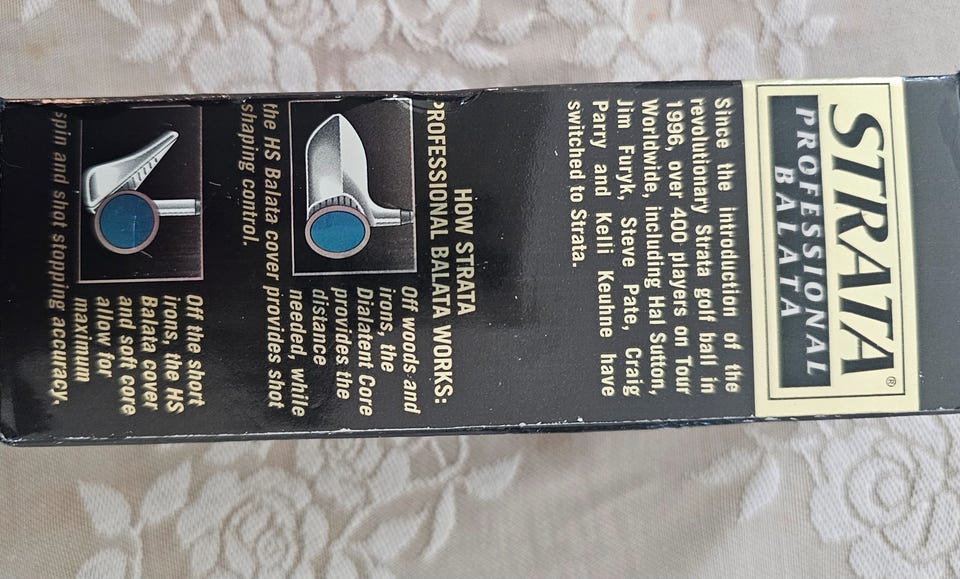 STRATA®
PROFESSIONAL
BALATA
Since the introduction of the
revolutionary Strata golf ball in
1996, over 400 players on Tour
Worldwide, including Hal Sutton,
Jim Furyk, Steve Pate, Craig
Parry and Kelli Keuhne have
switched to Strata.
HOW STRATA
PROFESSIONAL BALATA WORKS:
Off woods and
irons, the
Dialatent Core
provides the
distance
needed, while
the HS Balata cover provides shot
shaping control.
Off the short
irons, the HS
Balata cover
and soft core
allow for
maximum
spin and shot stopping accuracy.